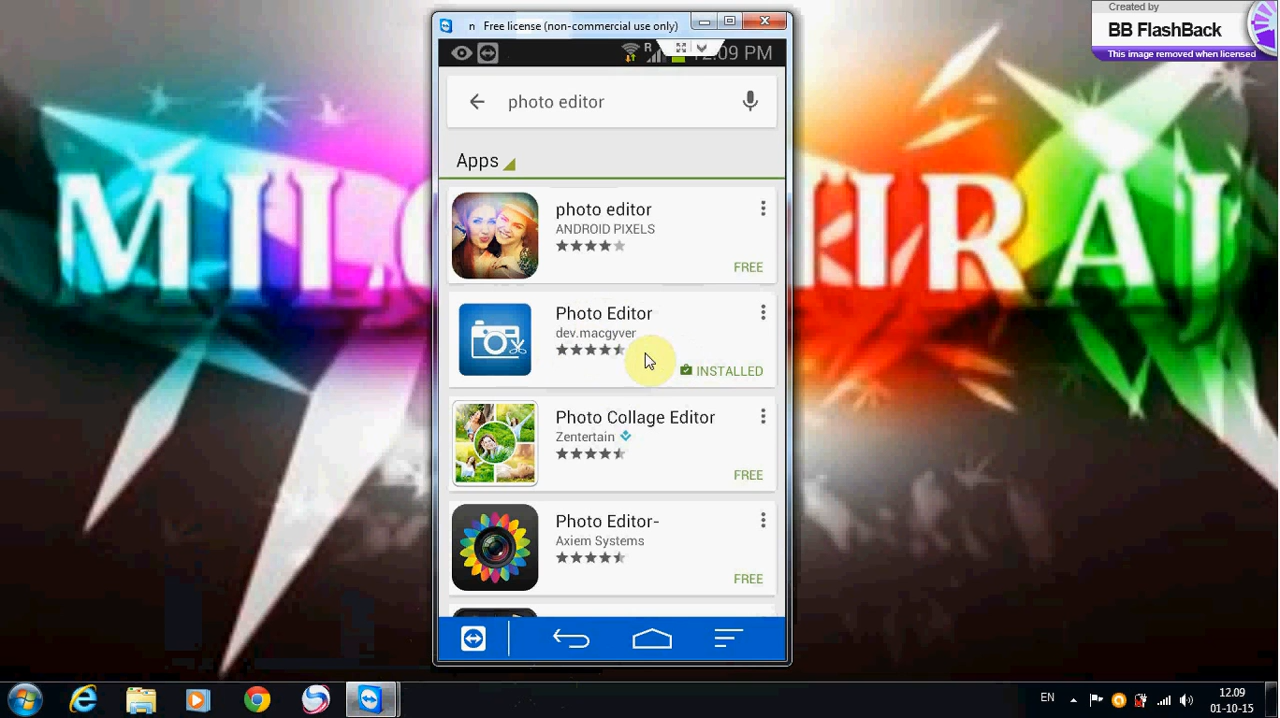 Created by
BB FlashBack
This image removed when licensed
n Free license (non-commercial use only)
R
12:09 PM
photo editor
Apps
photo editor
ANDROID PIXELS
FREE
Photo Editor
dev.macgyver
INSTALLED
Photo Collage Editor
Zentertain
FREE
Photo Editor-
Axiem Systems
FREE
EN
12.09
01-10-15